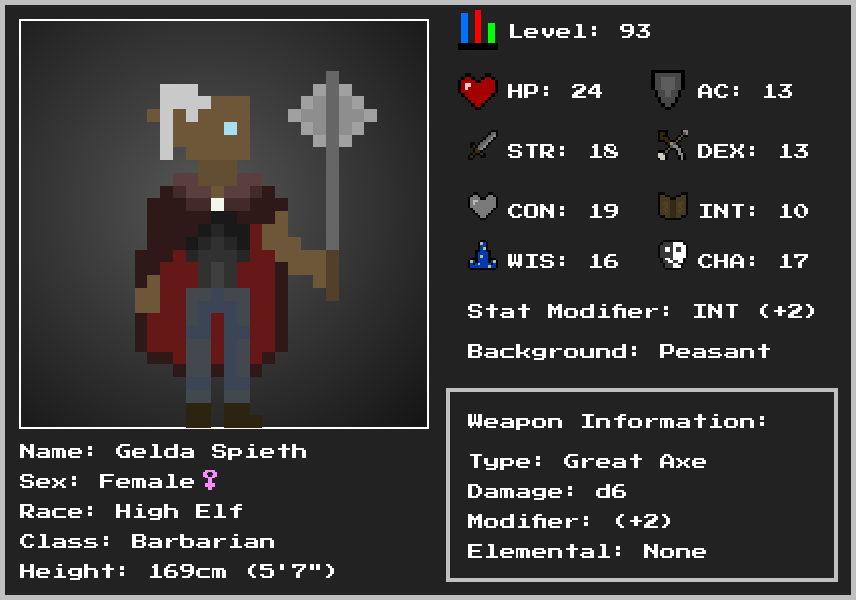 Level: 93
HP: 24 AC: 13
STR: 18 DEX: 13
CON: 19 INT: 10
WIS: 16 CHA: 17
Stat Modifier: INT (+2)
Background: Peasant
Weapon Information:
Type: Great Axe
Damage: d6
Modifier: (+2)
Elemental: None
Name: Gelda Spieth
Sex: Female♀
Race: High Elf
Class: Barbarian
Height: 169cm (5'7")